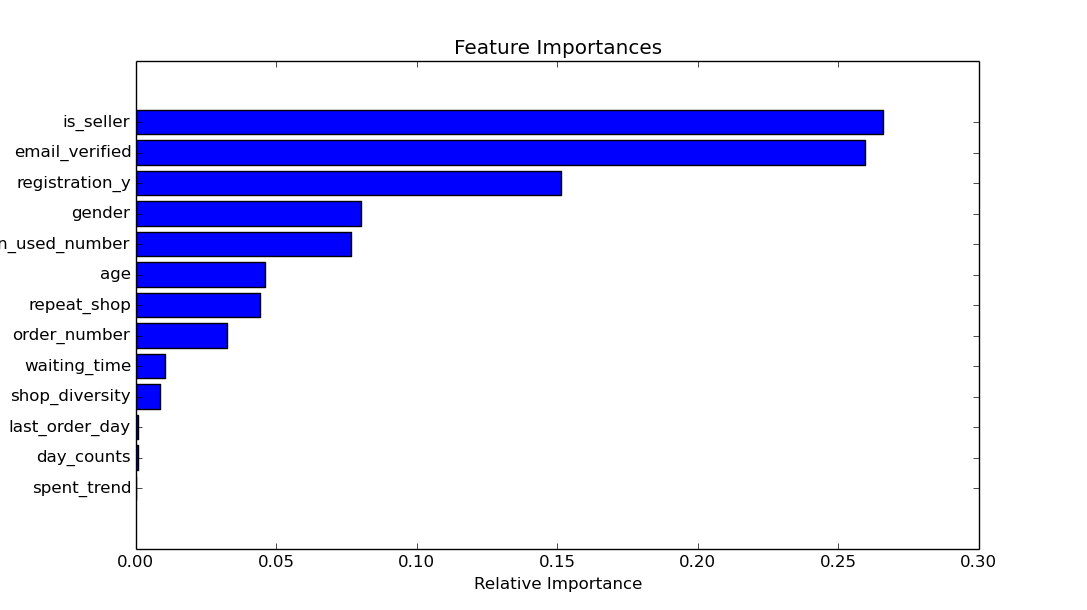 Feature Importances
is_seller
email_verified
registration_y
gender
n_used_number
age
repeat_shop
order_number
waiting_time
shop_diversity
last_order_day
day_counts
spent_trend
0.00 0.05 0.10 0.15 0.20 0.25 0.30
Relative Importance